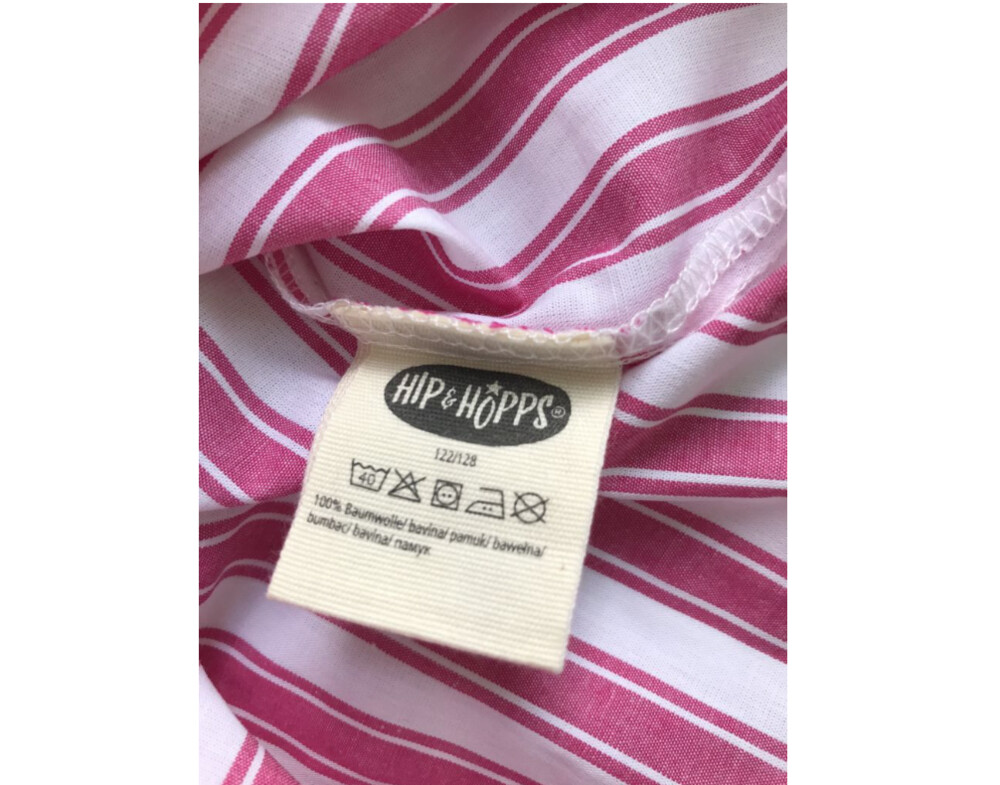 HIP & HOPPS®
122/128
40
100% Baumwolle/ bavlna/ pamuk/ bawełna/
bumbac/ bavlna/ памук